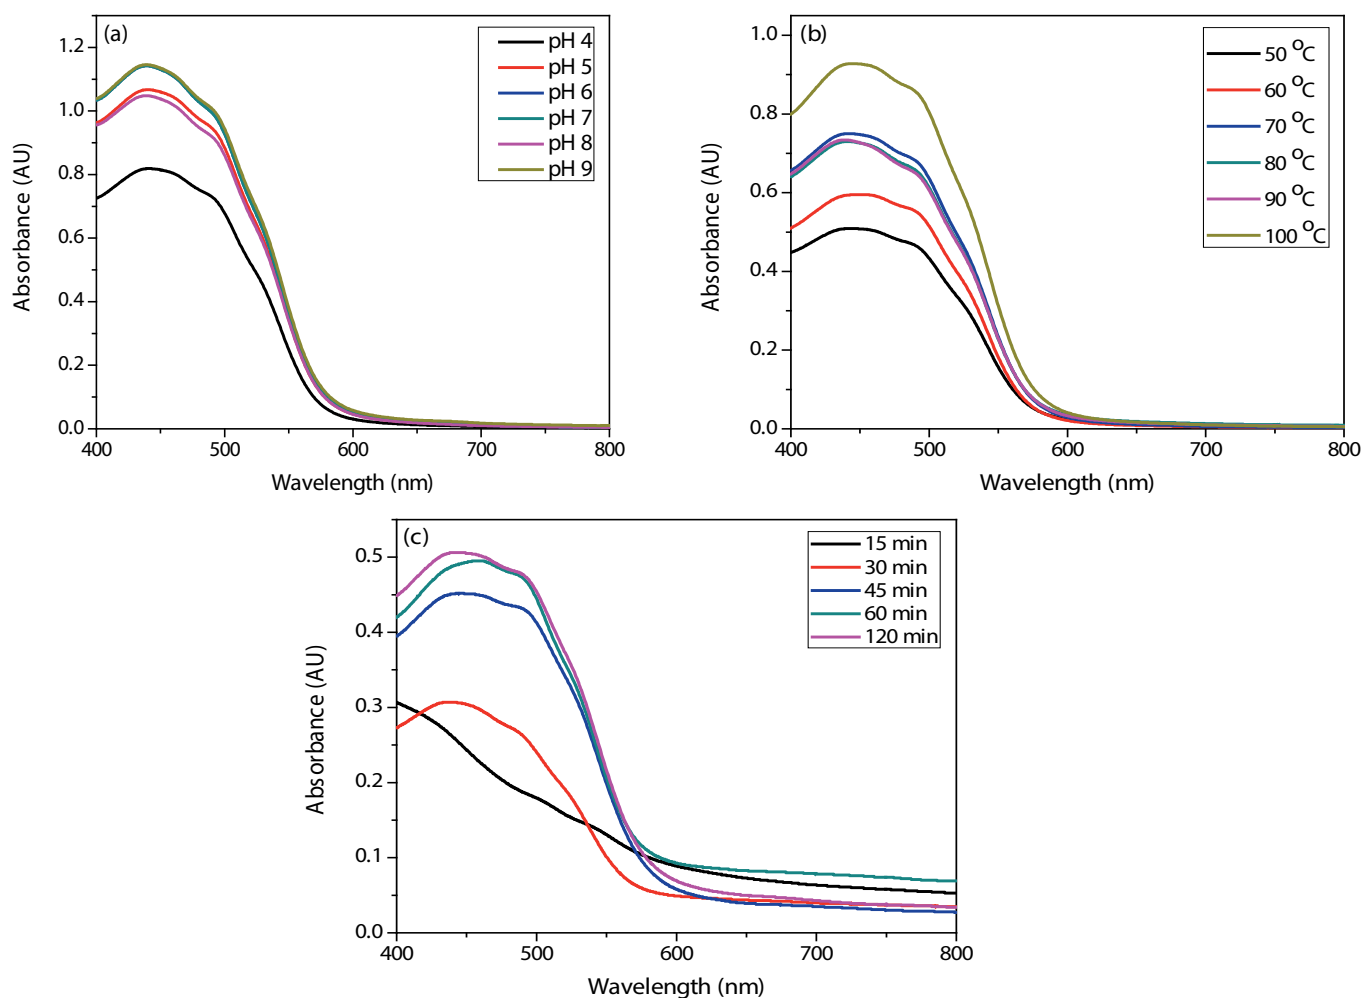 (a)
pH 4
pH 5
pH 6
pH 7
pH 8
pH 9
1.2
1.0
0.8
0.6
0.4
0.2
0.0
Absorbance (AU)
400 500 600 700 800
Wavelength (nm)
(b)
50 °C
60 °C
70 °C
80 °C
90 °C
100 °C
1.0
0.8
0.6
0.4
0.2
0.0
Absorbance (AU)
400 500 600 700 800
Wavelength (nm)
(c)
15 min
30 min
45 min
60 min
120 min
0.5
0.4
0.3
0.2
0.1
0.0
Absorbance (AU)
400 500 600 700 800
Wavelength (nm)